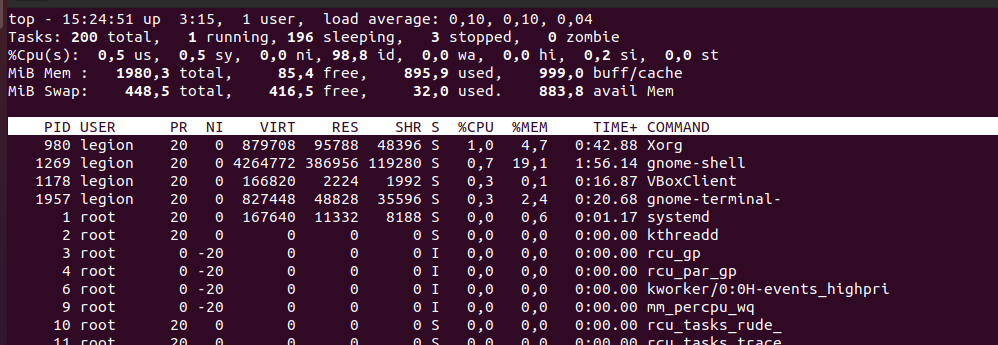 top - 15:24:51 up  3:15,  1 user,  load average: 0,10, 0,10, 0,04
Tasks: 200 total,   1 running, 196 sleeping,   3 stopped,   0 zombie
%Cpu(s):  0,5 us,  0,5 sy,  0,0 ni, 98,8 id,  0,0 wa,  0,0 hi,  0,2 si,  0,0 st
MiB Mem :   1980,3 total,     85,4 free,    895,9 used,    999,0 buff/cache
MiB Swap:    448,5 total,    416,5 free,     32,0 used.    883,8 avail Mem
PID USER      PR  NI    VIRT    RES    SHR S  %CPU  %MEM     TIME+ COMMAND
980 legion    20   0  879708  95788  48396 S   1,0   4,7   0:42.88 Xorg
1269 legion    20   0 4264772 386956 119280 S   0,7  19,1   1:56.14 gnome-shell
1178 legion    20   0  166820   2224   1992 S   0,3   0,1   0:16.87 VBoxClient
1957 legion    20   0  827448  48828  35596 S   0,3   2,4   0:20.68 gnome-terminal-
1 root      20   0  167640  11332   8188 S   0,0   0,6   0:01.17 systemd
2 root      20   0       0      0      0 S   0,0   0,0   0:00.00 kthreadd
3 root       0 -20       0      0      0 I   0,0   0,0   0:00.00 rcu_gp
4 root       0 -20       0      0      0 I   0,0   0,0   0:00.00 rcu_par_gp
6 root       0 -20       0      0      0 I   0,0   0,0   0:00.00 kworker/0:0H-events_highpri
9 root       0 -20       0      0      0 I   0,0   0,0   0:00.00 mm_percpu_wq
10 root      20   0       0      0      0 S   0,0   0,0   0:00.00 rcu_tasks_rude_
11 root      20   0       0      0      0 S   0,0   0,0   0:00.00 rcu_tasks_trace